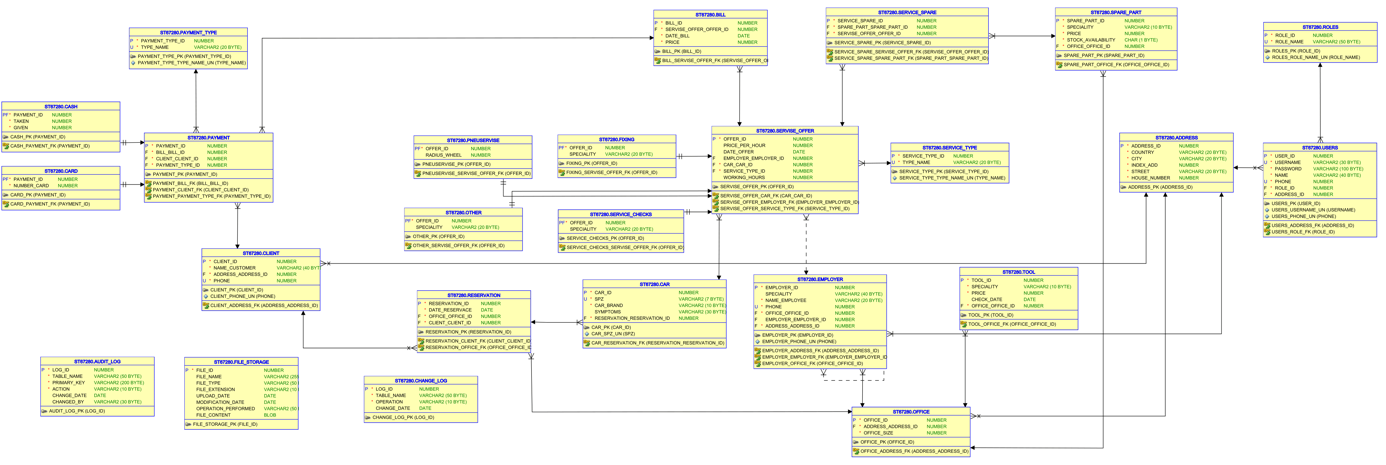 ST67280.PAYMENT_TYPE
P * PAYMENT_TYPE_ID NUMBER
U * TYPE_NAME VARCHAR2 (20 BYTE)
PAYMENT_TYPE_PK (PAYMENT_TYPE_ID)
PAYMENT_TYPE_TYPE_NAME_UN (TYPE_NAME)
ST67280.BILL
P * BILL_ID NUMBER
F * SERVISE_OFFER_OFFER_ID NUMBER
* DATE_BILL DATE
* PRICE NUMBER
BILL_PK (BILL_ID)
BILL_SERVISE_OFFER_FK (SERVISE_OFFER_O
ST67280.SERVICE_SPARE
P * SERVICE_SPARE_ID NUMBER
F * SPARE_PART_SPARE_PART_ID NUMBER
F * SERVISE_OFFER_OFFER_ID NUMBER
SERVICE_SPARE_PK (SERVICE_SPARE_ID)
SERVICE_SPARE_SERVISE_OFFER_FK (SERVISE_OFFER_OFFER_ID)
SERVICE_SPARE_SPARE_PART_FK (SPARE_PART_SPARE_PART_ID)
ST67280.SPARE_PART
P * SPARE_PART_ID NUMBER
* SPECIALITY VARCHAR2 (10 BYTE)
* PRICE NUMBER
* STOCK_AVAILABILITY CHAR (1 BYTE)
F * OFFICE_OFFICE_ID NUMBER
SPARE_PART_PK (SPARE_PART_ID)
SPARE_PART_OFFICE_FK (OFFICE_OFFICE_ID)
ST67280.ROLES
P * ROLE_ID NUMBER
U * ROLE_NAME VARCHAR2 (50 BYTE)
ROLES_PK (ROLE_ID)
ROLES_ROLE_NAME_UN (ROLE_NAME)
ST67280.CASH
PF* PAYMENT_ID NUMBER
* TAKEN NUMBER
* GIVEN NUMBER
CASH_PK (PAYMENT_ID)
CASH_PAYMENT_FK (PAYMENT_ID)
ST67280.CARD
PF* PAYMENT_ID NUMBER
* NUMBER_CARD NUMBER
CARD_PK (PAYMENT_ID)
CARD_PAYMENT_FK (PAYMENT_ID)
ST67280.PAYMENT
P * PAYMENT_ID NUMBER
F * BILL_BILL_ID NUMBER
F * CLIENT_CLIENT_ID NUMBER
F * PAYMENT_TYPE_ID NUMBER
PAYMENT_PK (PAYMENT_ID)
PAYMENT_BILL_FK (BILL_BILL_ID)
PAYMENT_CLIENT_FK (CLIENT_CLIENT_ID)
PAYMENT_PAYMENT_TYPE_FK (PAYMENT_TYPE_ID)
ST67280.PNEUSERVISE
PF* OFFER_ID NUMBER
RADIUS_WHEEL NUMBER
PNEUSERVISE_PK (OFFER_ID)
PNEUSERVISE_SERVISE_OFFER_FK (OFFER_ID)
ST67280.FIXING
PF* OFFER_ID NUMBER
SPECIALITY VARCHAR2 (20 BYTE)
FIXING_PK (OFFER_ID)
FIXING_SERVISE_OFFER_FK (OFFER_ID)
ST67280.SERVISE_OFFER
P * OFFER_ID NUMBER
PRICE_PER_HOUR NUMBER
DATE_OFFER DATE
F * EMPLOYER_EMPLOYER_ID NUMBER
F * CAR_CAR_ID NUMBER
F * SERVICE_TYPE_ID NUMBER
WORKING_HOURS NUMBER
SERVISE_OFFER_PK (OFFER_ID)
SERVISE_OFFER_CAR_FK (CAR_CAR_ID)
SERVISE_OFFER_EMPLOYER_FK (EMPLOYER_EMPLOYER_ID)
SERVISE_OFFER_SERVICE_TYPE_FK (SERVICE_TYPE_ID)
ST67280.SERVICE_TYPE
P * SERVICE_TYPE_ID NUMBER
U * TYPE_NAME VARCHAR2 (20 BYTE)
SERVICE_TYPE_PK (SERVICE_TYPE_ID)
SERVICE_TYPE_TYPE_NAME_UN (TYPE_NAME)
ST67280.ADDRESS
P * ADDRESS_ID NUMBER
* COUNTRY VARCHAR2 (20 BYTE)
* CITY VARCHAR2 (20 BYTE)
* INDEX_ADD NUMBER
* STREET VARCHAR2 (20 BYTE)
* HOUSE_NUMBER NUMBER
ADDRESS_PK (ADDRESS_ID)
ST67280.USERS
P * USER_ID NUMBER
U * USERNAME VARCHAR2 (30 BYTE)
* PASSWORD VARCHAR2 (100 BYTE)
* NAME VARCHAR2 (40 BYTE)
U * PHONE NUMBER
F * ROLE_ID NUMBER
F * ADDRESS_ID NUMBER
USERS_PK (USER_ID)
USERS_USERNAME_UN (USERNAME)
USERS_PHONE_UN (PHONE)
USERS_ADDRESS_FK (ADDRESS_ID)
USERS_ROLE_FK (ROLE_ID)
ST67280.OTHER
PF* OFFER_ID NUMBER
SPECIALITY VARCHAR2 (20 BYTE)
OTHER_PK (OFFER_ID)
OTHER_SERVISE_OFFER_FK (OFFER_ID)
ST67280.SERVICE_CHECKS
PF* OFFER_ID NUMBER
SPECIALITY VARCHAR2 (20 BYTE)
SERVICE_CHECKS_PK (OFFER_ID)
SERVICE_CHECKS_SERVISE_OFFER_FK (OFFER_ID)
ST67280.CLIENT
P * CLIENT_ID NUMBER
* NAME_CUSTOMER VARCHAR2 (40 BYT
F * ADDRESS_ADDRESS_ID NUMBER
U * PHONE NUMBER
CLIENT_PK (CLIENT_ID)
CLIENT_PHONE_UN (PHONE)
CLIENT_ADDRESS_FK (ADDRESS_ADDRESS_ID)
ST67280.RESERVATION
P * RESERVATION_ID NUMBER
* DATE_RESERVACE DATE
F * OFFICE_OFFICE_ID NUMBER
F * CLIENT_CLIENT_ID NUMBER
RESERVATION_PK (RESERVATION_ID)
RESERVATION_CLIENT_FK (CLIENT_CLIENT_ID)
RESERVATION_OFFICE_FK (OFFICE_OFFICE_ID)
ST67280.CAR
P * CAR_ID NUMBER
U * SPZ VARCHAR2 (7 BYTE)
* CAR_BRAND VARCHAR2 (10 BYTE)
SYMPTOMS VARCHAR2 (30 BYTE)
F * RESERVATION_RESERVATION_ID NUMBER
CAR_PK (CAR_ID)
CAR_SPZ_UN (SPZ)
CAR_RESERVATION_FK (RESERVATION_RESERVATION_ID)
ST67280.EMPLOYER
P * EMPLOYER_ID NUMBER
SPECIALITY VARCHAR2 (40 BYTE)
* NAME_EMPLOYEE VARCHAR2 (20 BYTE)
U * PHONE NUMBER
F * OFFICE_OFFICE_ID NUMBER
F EMPLOYER_EMPLOYER_ID NUMBER
F * ADDRESS_ADDRESS_ID NUMBER
EMPLOYER_PK (EMPLOYER_ID)
EMPLOYER_PHONE_UN (PHONE)
EMPLOYER_ADDRESS_FK (ADDRESS_ADDRESS_ID)
EMPLOYER_EMPLOYER_FK (EMPLOYER_EMPLOYER_ID
EMPLOYER_OFFICE_FK (OFFICE_OFFICE_ID)
ST67280.TOOL
P * TOOL_ID NUMBER
* SPECIALITY VARCHAR2 (10 BYTE)
* PRICE NUMBER
CHECK_DATE DATE
F * OFFICE_OFFICE_ID NUMBER
TOOL_PK (TOOL_ID)
TOOL_OFFICE_FK (OFFICE_OFFICE_ID)
ST67280.AUDIT_LOG
P * LOG_ID NUMBER
* TABLE_NAME VARCHAR2 (50 BYTE)
* PRIMARY_KEY VARCHAR2 (200 BYTE)
* ACTION VARCHAR2 (10 BYTE)
CHANGE_DATE DATE
CHANGED_BY VARCHAR2 (30 BYTE)
AUDIT_LOG_PK (LOG_ID)
ST67280.FILE_STORAGE
P * FILE_ID NUMBER
FILE_NAME VARCHAR2 (255
FILE_TYPE VARCHAR2 (50
FILE_EXTENSION VARCHAR2 (10
UPLOAD_DATE DATE
MODIFICATION_DATE DATE
OPERATION_PERFORMED VARCHAR2 (50
FILE_CONTENT BLOB
FILE_STORAGE_PK (FILE_ID)
ST67280.CHANGE_LOG
P * LOG_ID NUMBER
* TABLE_NAME VARCHAR2 (50 BYTE)
* OPERATION VARCHAR2 (10 BYTE)
CHANGE_DATE DATE
CHANGE_LOG_PK (LOG_ID)
ST67280.OFFICE
P * OFFICE_ID NUMBER
F * ADDRESS_ADDRESS_ID NUMBER
* OFFICE_SIZE NUMBER
OFFICE_PK (OFFICE_ID)
OFFICE_ADDRESS_FK (ADDRESS_ADDRESS_ID)